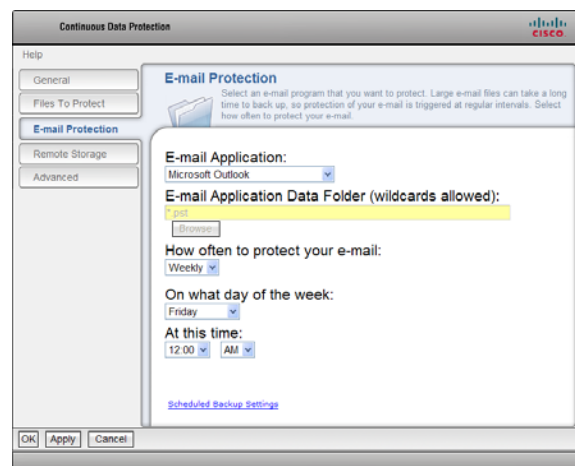 Continuous Data Protection
CISCO
Help
General
Files To Protect
E-mail Protection
Remote Storage
Advanced
E-mail Protection
Select an e-mail program that you want to protect. Large e-mail files can take a long
time to back up, so protection of your e-mail is triggered at regular intervals. Select
how often to protect your e-mail.
E-mail Application:
Microsoft Outlook
E-mail Application Data Folder (wildcards allowed):
*.pst
Browse
How often to protect your e-mail:
Weekly
On what day of the week:
Friday
At this time:
12:00 AM
Scheduled Backup Settings
OK Apply Cancel